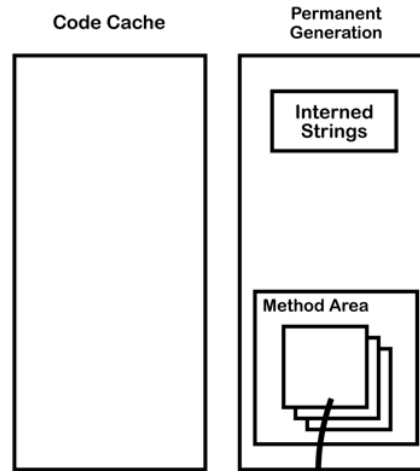 Code Cache
Permanent
Generation
Interned
Strings
Method Area